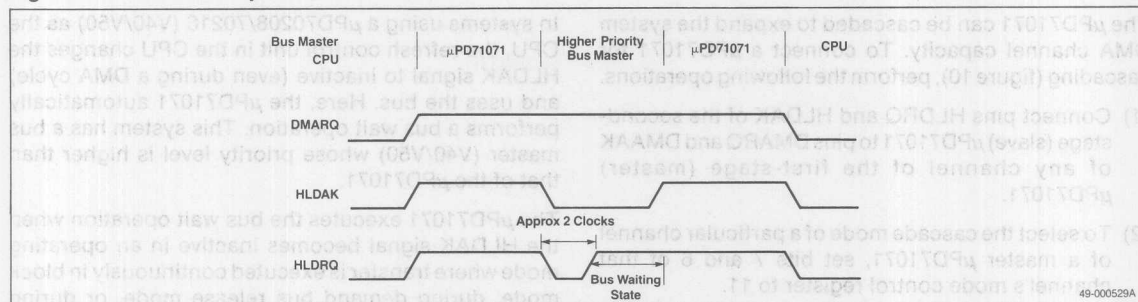 Bus Master
CPU
µPD71071
Higher Priority
Bus Master
µPD71071
CPU
DMARQ
HLDAK
HLDRQ
Approx 2 Clocks
Bus Waiting
State
49-000529A
he µPD71071 can be cascaded to expand the system
MA channel capacity. To connect a µPD71071
ascading (figure 10), perform the following operations.
Connect pins HLDRQ and HLDAK of the second-
stage (slave) µPD71071 to pins DMARQ and DMAAK
of any channel of the first-stage (master)
µPD71071.
2) To select the cascade mode of a particular channel
of a master µPD71071, set bits 7 and 6 of that
channel's mode control register to 11.
In systems using a µPD70208/70216 (V40/V50) as the
CPU, the refresh control unit in the CPU changes the
HLDAK signal to inactive (even during a DMA cycle)
and uses the bus. Here, the µPD71071 automatically
performs a bus wait operation. This system has a bus
master (V40/V50) whose priority level is higher than
that of the µPD71071.
The µPD71071 executes the bus wait operation when
the HLDAK signal becomes inactive in an operating
mode where transfer is executed continuously in block
mode, during demand bus release mode, or during